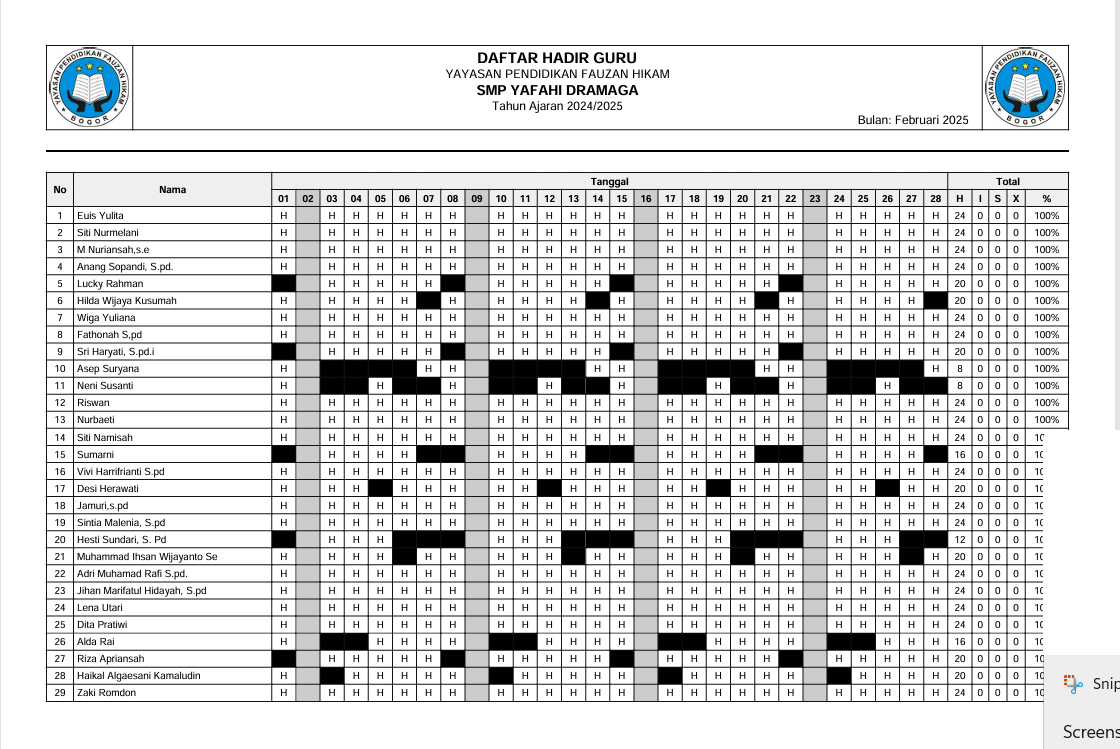 YAYASAN PENDIDIKAN FAUZAN HIKAM
BOGOR
DAFTAR HADIR GURU
YAYASAN PENDIDIKAN FAUZAN HIKAM
SMP YAFAHI DRAMAGA
Tahun Ajaran 2024/2025
Bulan: Februari 2025
YAYASAN PENDIDIKAN FAUZAN HIKAM
BOGOR
No Nama Tanggal Total
01 02 03 04 05 06 07 08 09 10 11 12 13 14 15 16 17 18 19 20 21 22 23 24 25 26 27 28 H I S X %
1 Euis Yulita H H H H H H H H H H H H H H H H H H H H H H H H 24 0 0 0 100%
2 Siti Nurmelani H H H H H H H H H H H H H H H H H H H H H H H H 24 0 0 0 100%
3 M Nuriansah,s.e H H H H H H H H H H H H H H H H H H H H H H H H 24 0 0 0 100%
4 Anang Sopandi, S.pd. H H H H H H H H H H H H H H H H H H H H H H H H 24 0 0 0 100%
5 Lucky Rahman H H H H H H H H H H H H H H H H H H H H 20 0 0 0 100%
6 Hilda Wijaya Kusumah H H H H H H H H H H H H H H H H H H H H 20 0 0 0 100%
7 Wiga Yuliana H H H H H H H H H H H H H H H H H H H H H H H H 24 0 0 0 100%
8 Fathonah S,pd H H H H H H H H H H H H H H H H H H H H H H H H 24 0 0 0 100%
9 Sri Haryati, S.pd.i H H H H H H H H H H H H H H H H H H H H 20 0 0 0 100%
10 Asep Suryana H H H H H H H H 8 0 0 0 100%
11 Neni Susanti H H H H H H H H 8 0 0 0 100%
12 Riswan H H H H H H H H H H H H H H H H H H H H H H H H 24 0 0 0 100%
13 Nurbaeti H H H H H H H H H H H H H H H H H H H H H H H H 24 0 0 0 100%
14 Siti Namisah H H H H H H H H H H H H H H H H H H H H H H H H 24 0 0 0 10
15 Sumarni H H H H H H H H H H H H H H H H 16 0 0 0 10
16 Vivi Harrifrianti S.pd H H H H H H H H H H H H H H H H H H H H H H H H 24 0 0 0 10
17 Desi Herawati H H H H H H H H H H H H H H H H H H H H 20 0 0 0 10
18 Jamuri,s.pd H H H H H H H H H H H H H H H H H H H H H H H H 24 0 0 0 10
19 Sintia Malenia, S.pd H H H H H H H H H H H H H H H H H H H H H H H H 24 0 0 0 10
20 Hesti Sundari, S. Pd H H H H H H H H H H H H 12 0 0 0 10
21 Muhammad Ihsan Wijayanto Se H H H H H H H H H H H H H H H H H H H H 20 0 0 0 10
22 Adri Muhamad Rafi S.pd. H H H H H H H H H H H H H H H H H H H H H H H H 24 0 0 0 10
23 Jihan Marifatul Hidayah, S.pd H H H H H H H H H H H H H H H H H H H H H H H H 24 0 0 0 10
24 Lena Utari H H H H H H H H H H H H H H H H H H H H H H H H 24 0 0 0 10
25 Dita Pratiwi H H H H H H H H H H H H H H H H H H H H H H H H 24 0 0 0 10
26 Alda Rai H H H H H H H H H H H H H H H H 16 0 0 0 10
27 Riza Apriansah H H H H H H H H H H H H H H H H H H H H 20 0 0 0 10
28 Haikal Algaesani Kamaludin H H H H H H H H H H H H H H H H H H H H 20 0 0 0 10
29 Zaki Romdon H H H H H H H H H H H H H H H H H H H H H H H H 24 0 0 0 10
Snip
Screens